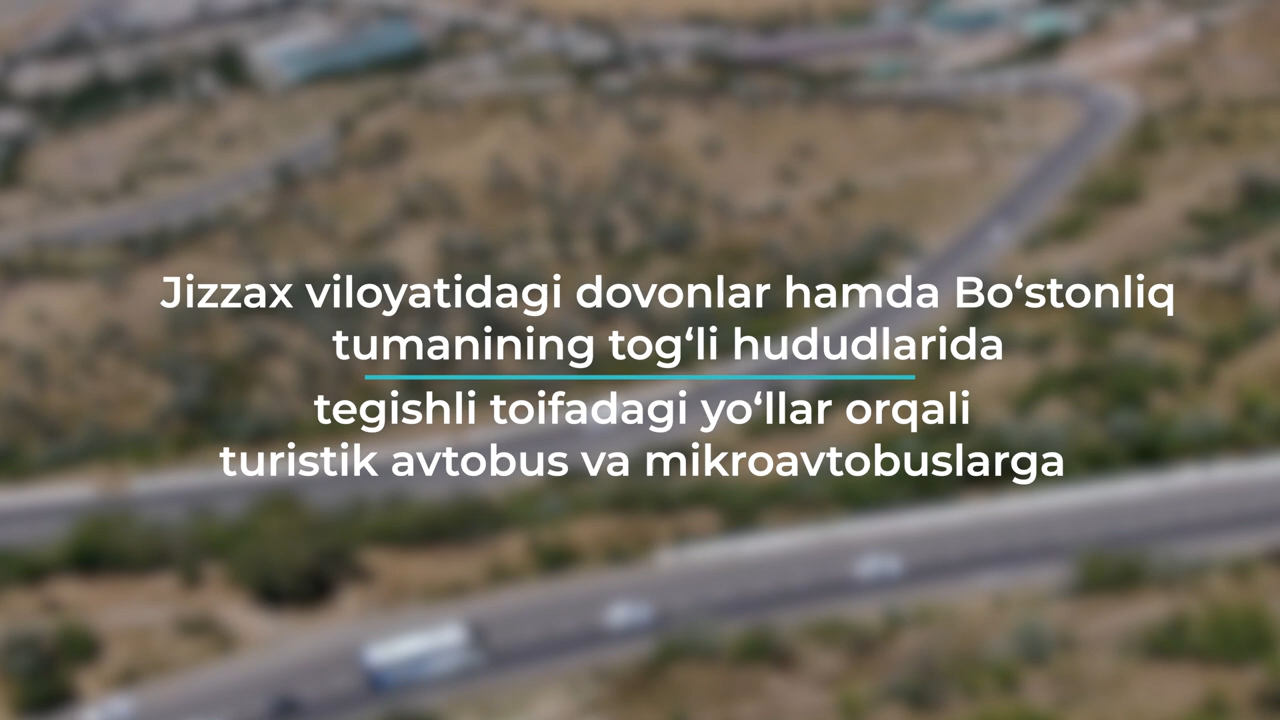 Jizzax viloyatidagi dovonlar hamda Bo‘stonliq
tumanining tog‘li hududlarida
tegishli toifadagi yo‘llar orqali
turistik avtobus va mikroavtobuslarga